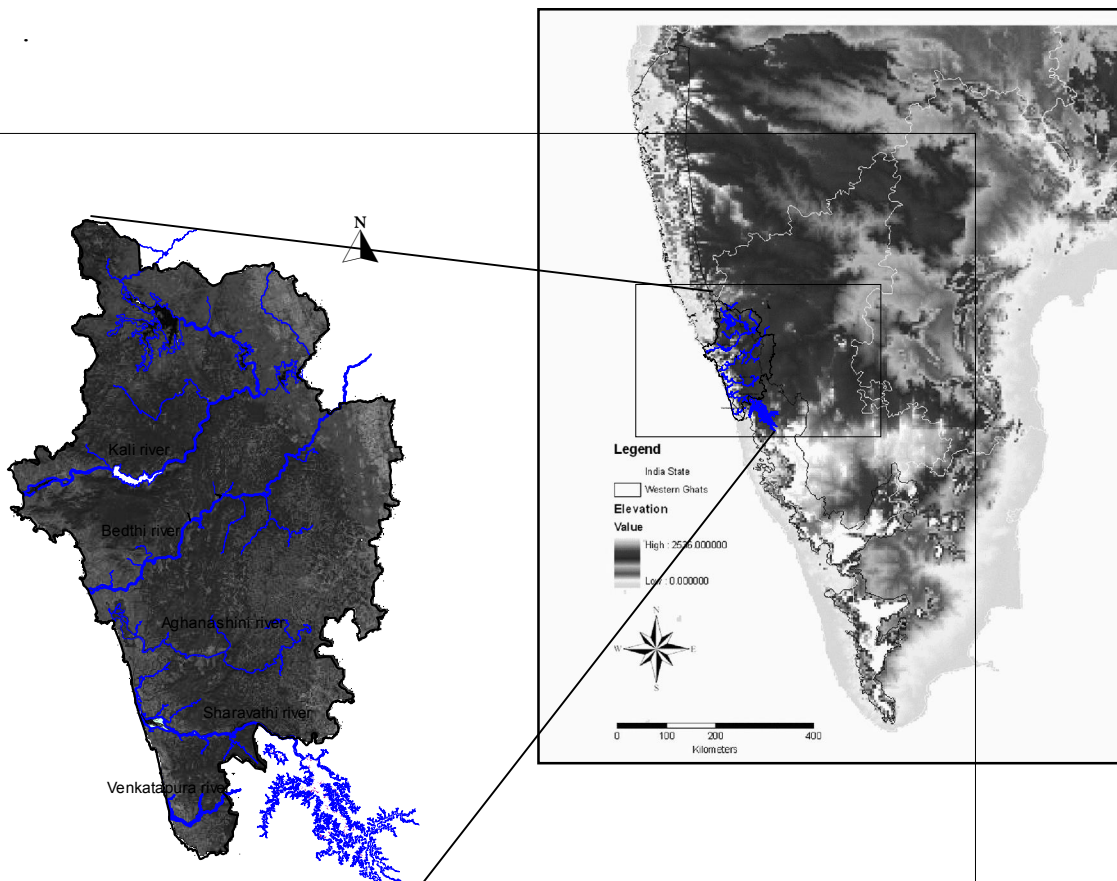 N
Kali river
Bedthi river
Aghanashini river
Sharavathi river
Venkatapura river
Legend
India State
Western Ghats
Elevation
Value
High : 2536.000000
Low : 0.000000
N
W
E
S
0 100 200 400
Kilometers